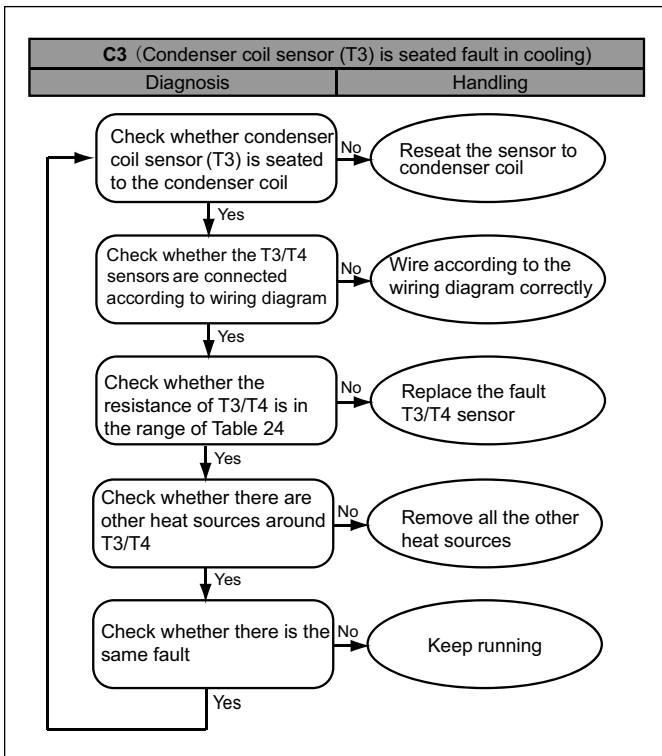 C3（Condenser coil sensor (T3) is seated fault in cooling)
Diagnosis
Handling
Check whether condenser
coil sensor (T3) is seated
to the condenser coil
No
Reseat the sensor to
condenser coil
Yes
Check whether the T3/T4
sensors are connected
according to wiring diagram
No
Wire according to the
wiring diagram correctly
Yes
Check whether the
resistance of T3/T4 is in
the range of Table 24
No
Replace the fault
T3/T4 sensor
Yes
Check whether there are
other heat sources around
T3/T4
No
Remove all the other
heat sources
Yes
Check whether there is the
same fault
No
Keep running
Yes